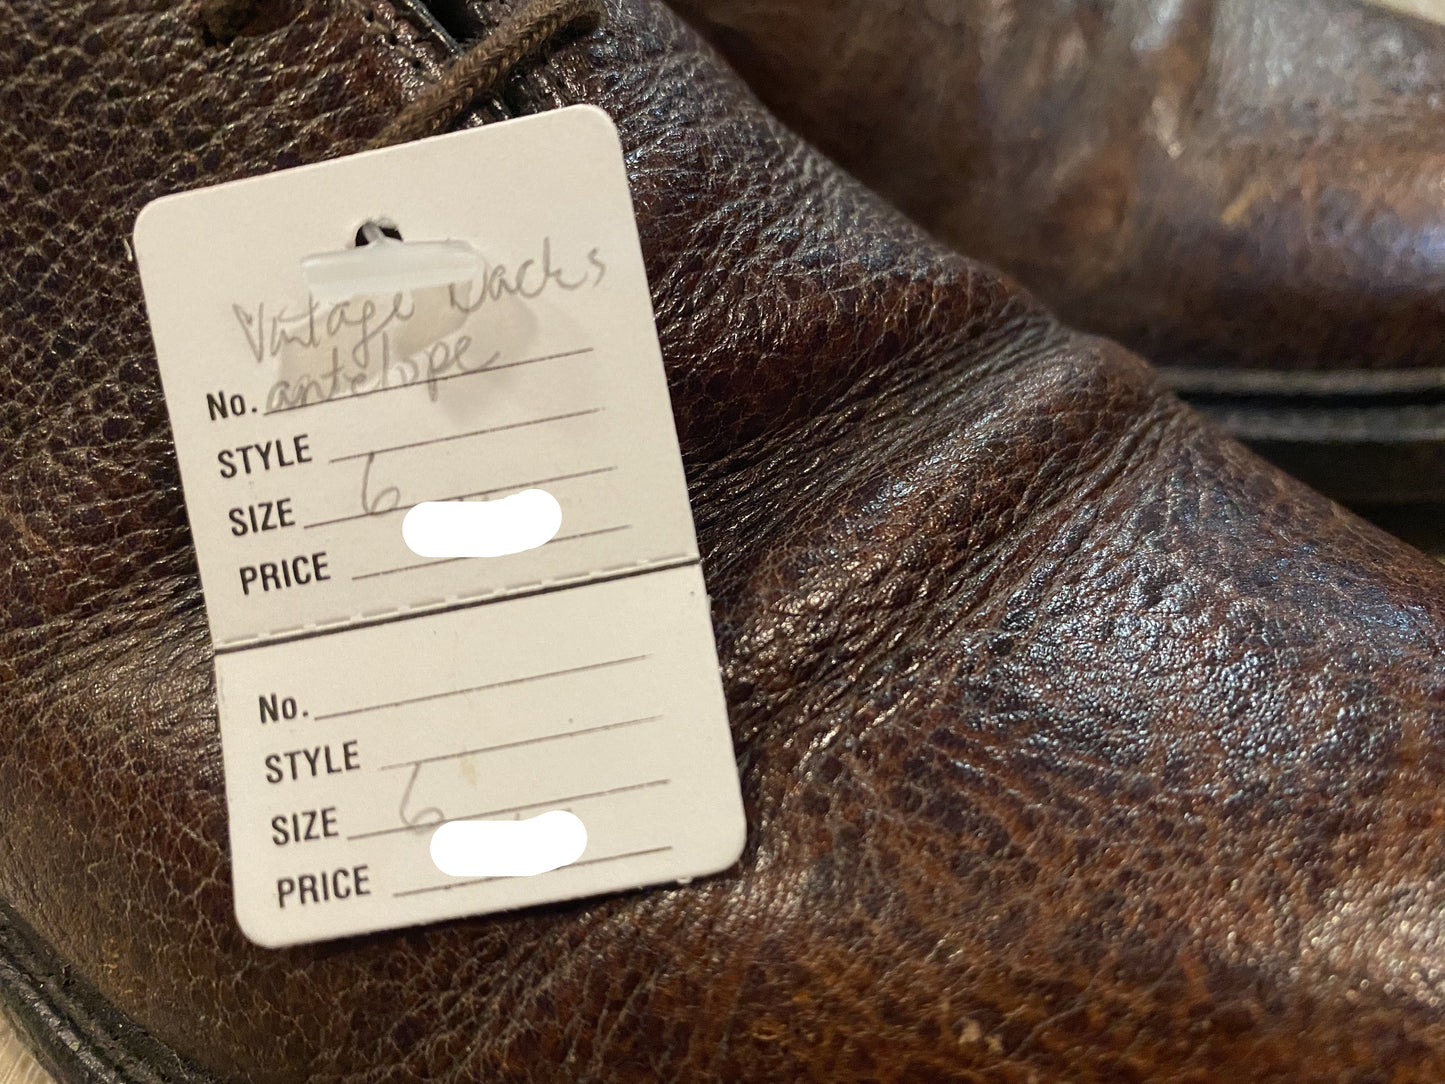 Vintage Wacks
No. antelope
STYLE
SIZE 6
PRICE
No.
STYLE
SIZE 6
PRICE